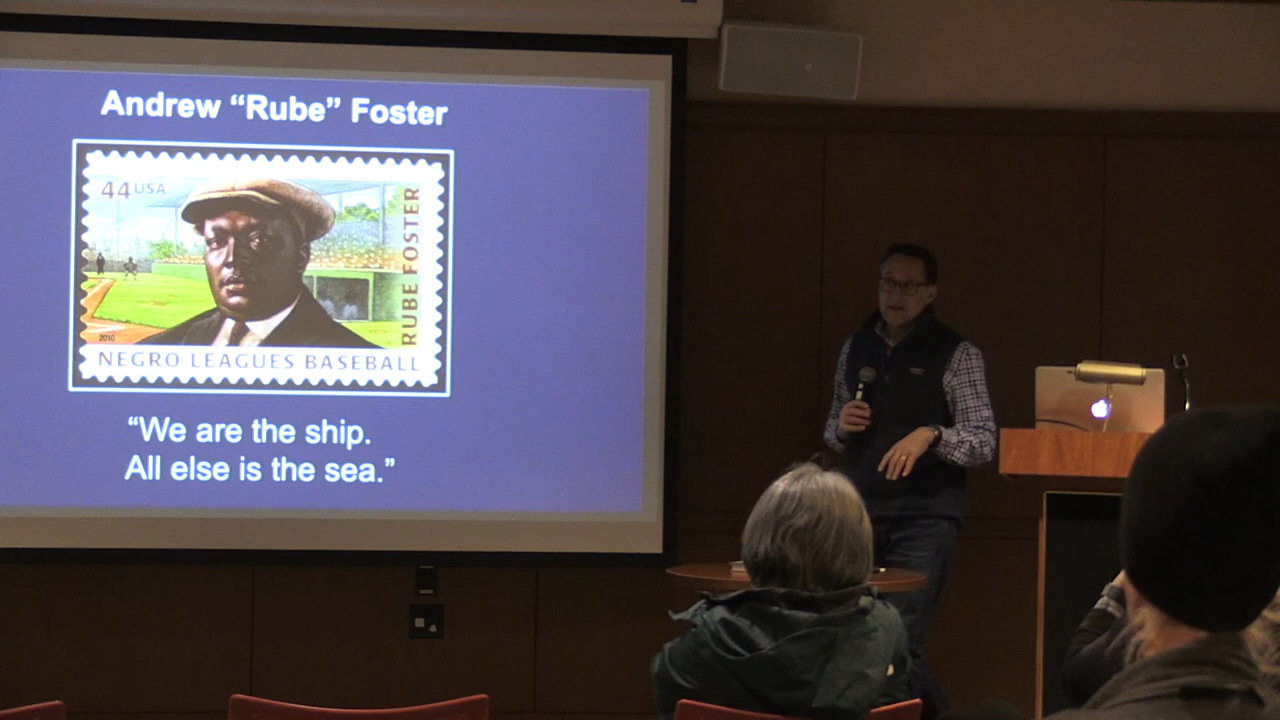 Andrew “Rube” Foster
44 USA
RUBE FOSTER
2010
NEGRO LEAGUES BASEBALL
“We are the ship.
All else is the sea.”